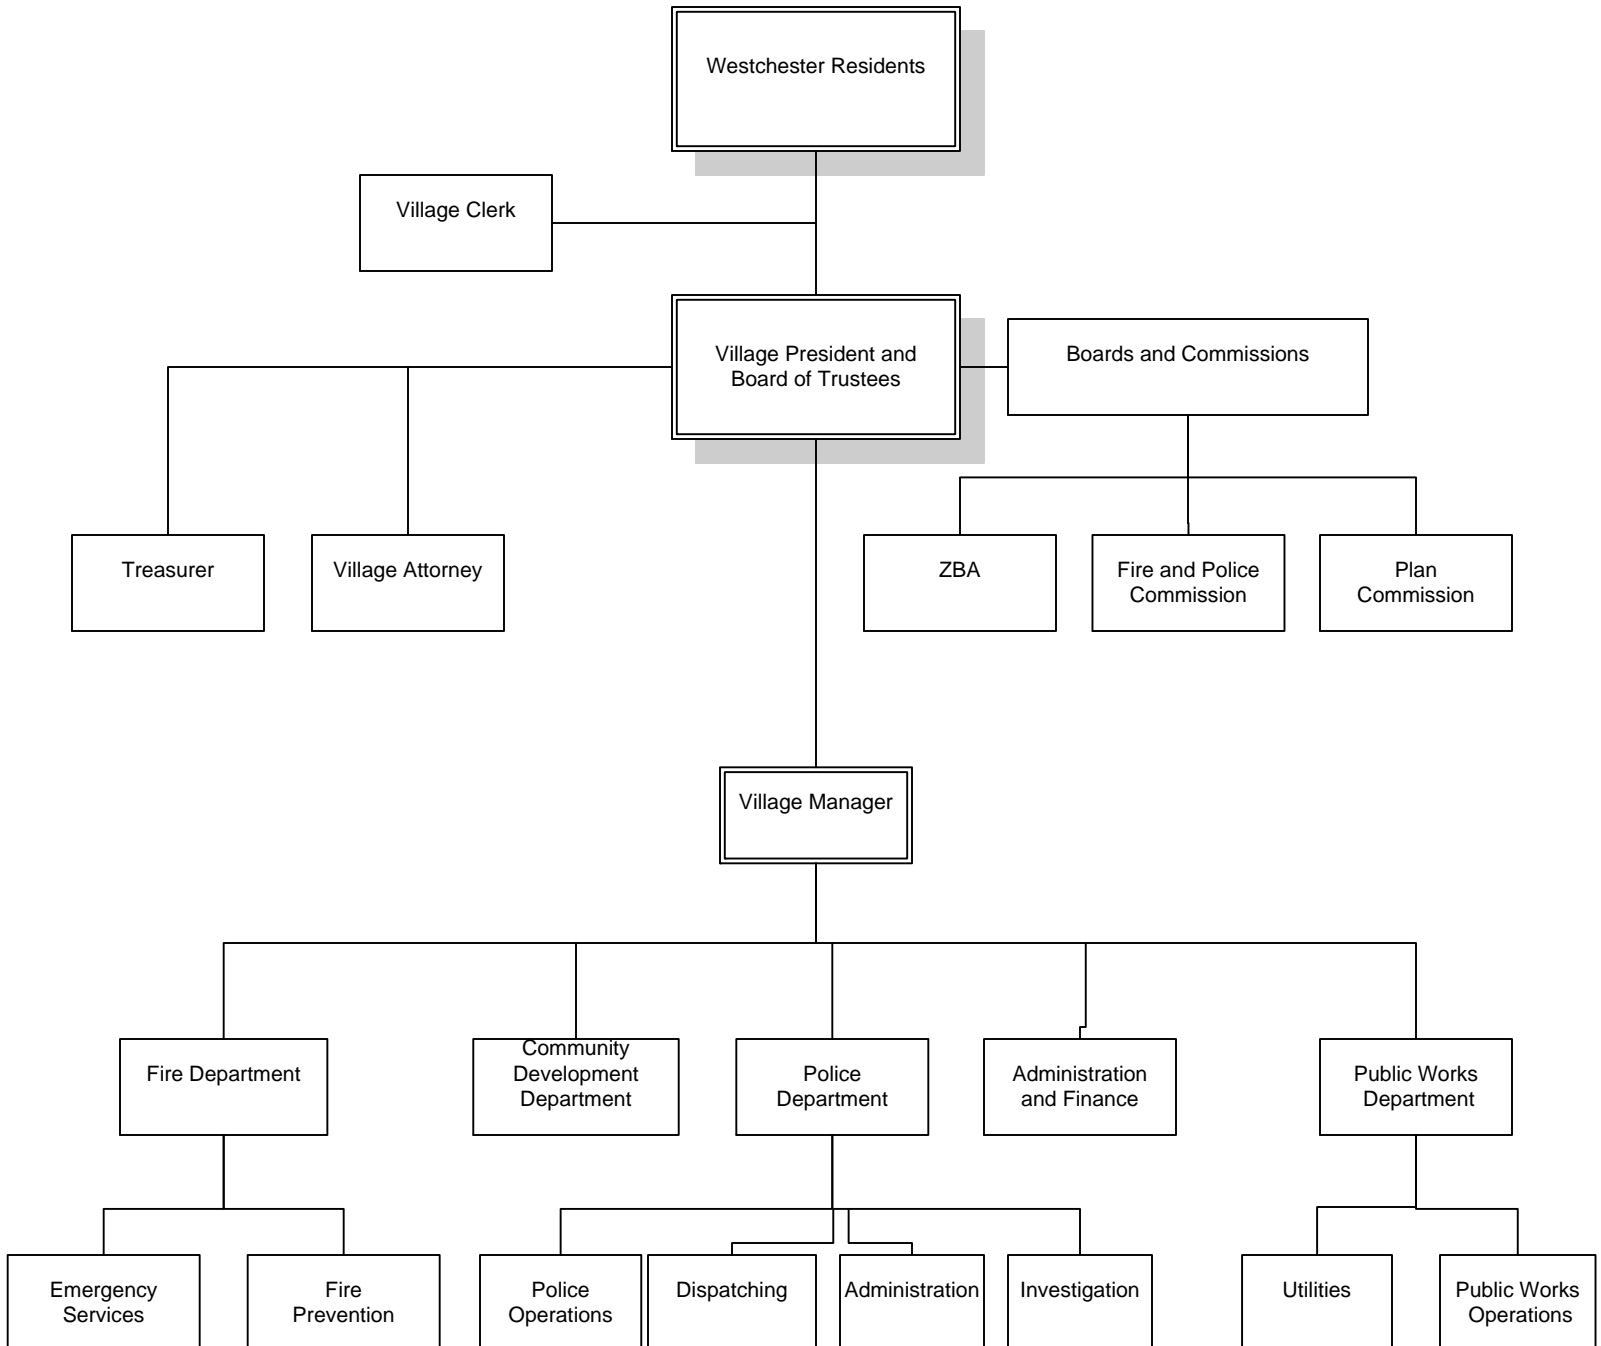 Westchester Residents
Village Clerk
Village President and
Board of Trustees
Boards and Commissions
Treasurer
Village Attorney
ZBA
Fire and Police
Commission
Plan
Commission
Village Manager
Fire Department
Community
Development
Department
Police
Department
Administration
and Finance
Public Works
Department
Emergency
Services
Fire
Prevention
Police
Operations
Dispatching
Administration
Investigation
Utilities
Public Works
Operations